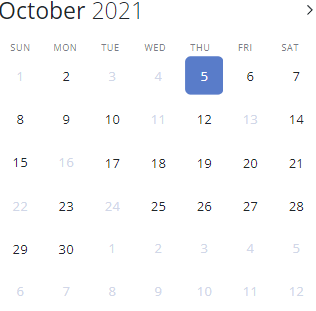 October 2021
SUN MON TUE WED THU FRI SAT
1 2 3 4 5 6 7
8 9 10 11 12 13 14
15 16 17 18 19 20 21
22 23 24 25 26 27 28
29 30 1 2 3 4 5
6 7 8 9 10 11 12